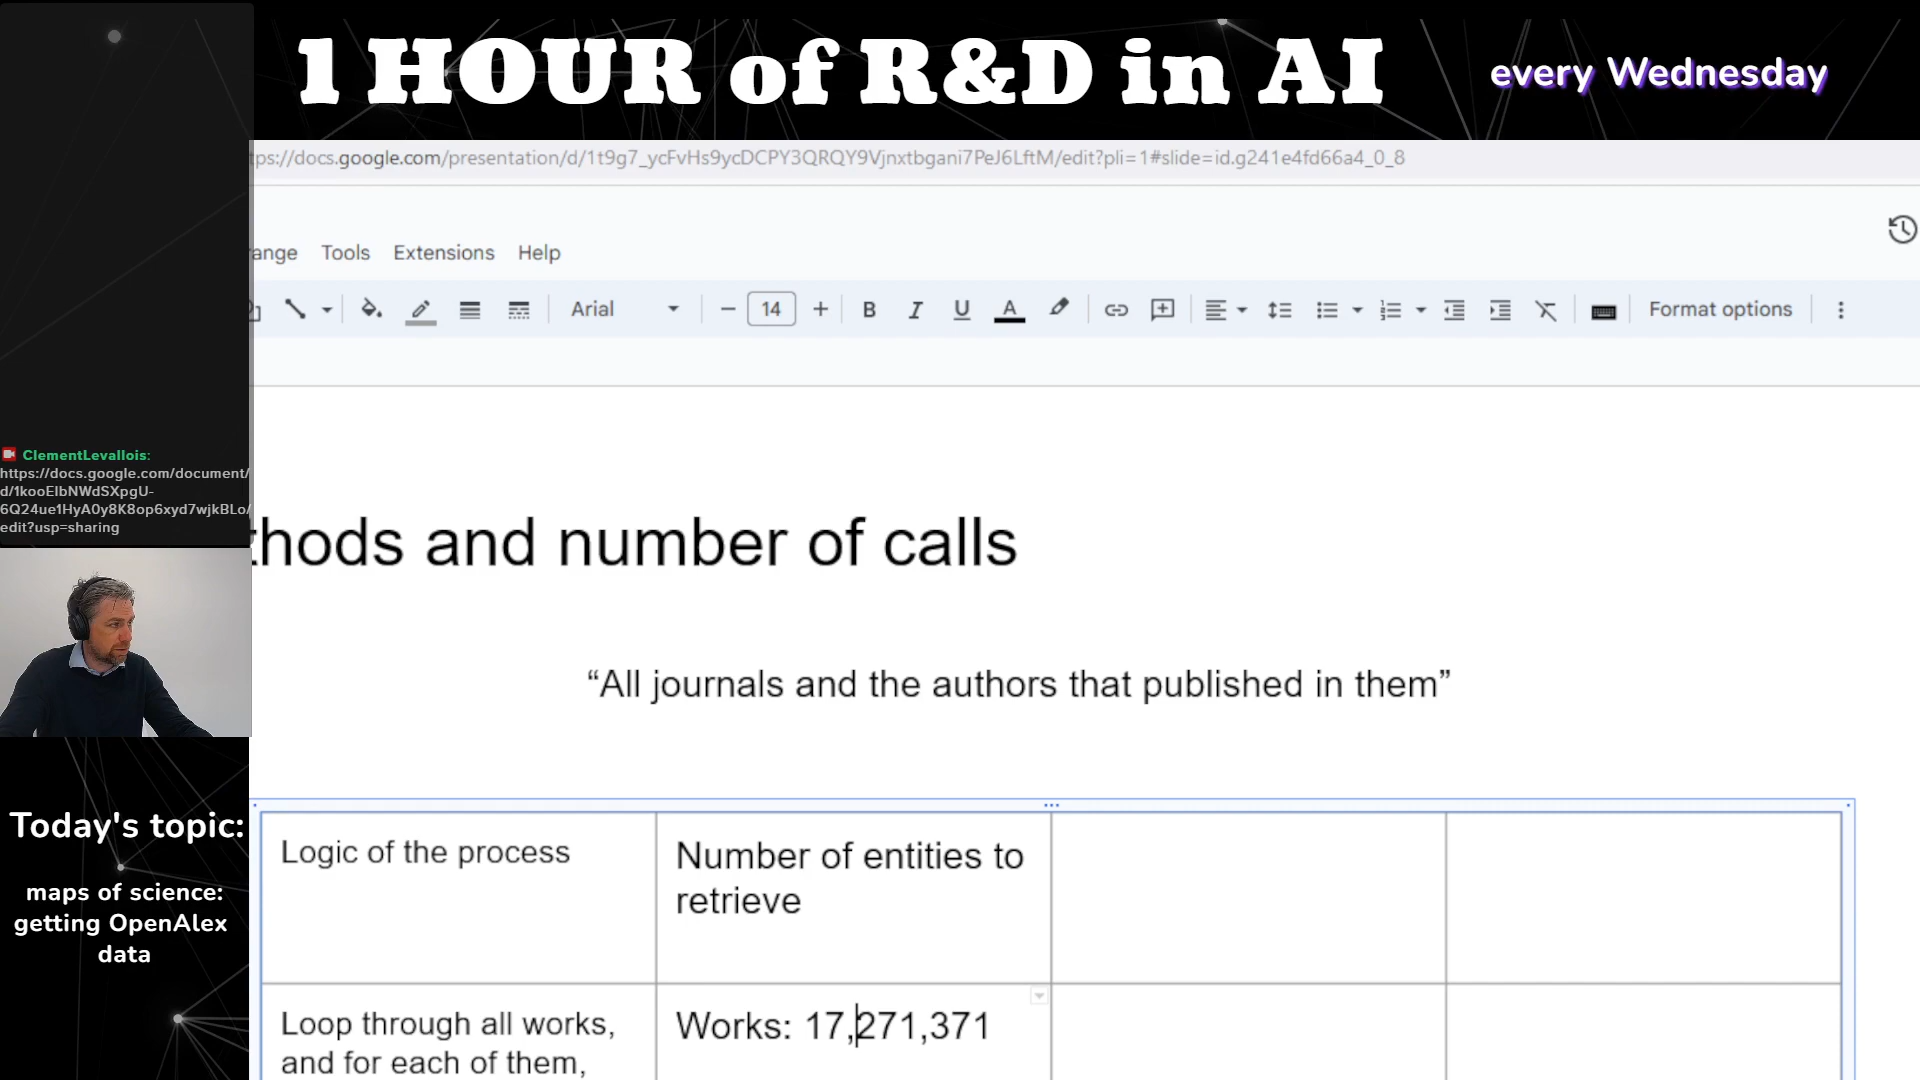 1 HOUR of R&D in AI
every Wednesday
tps://docs.google.com/presentation/d/1t9g7_ycFvHs9ycDCPY3QRQY9Vjnxtbgani7PeJ6LftM/edit?pli=1#slide=id.g241e4fd66a4_0_8
ange Tools Extensions Help
Arial
14
B I U A
Format options
ClementLevallois:
https://docs.google.com/document/
d/1kooEIbNWdSXpgU-
6Q24ue1HyA0y8K8op6xyd7wjkBLo/
edit?usp=sharing
thods and number of calls
“All journals and the authors that published in them”
Today's topic:
maps of science:
getting OpenAlex
data
Logic of the process
Number of entities to
retrieve
Loop through all works,
and for each of them,
Works: 17,271,371